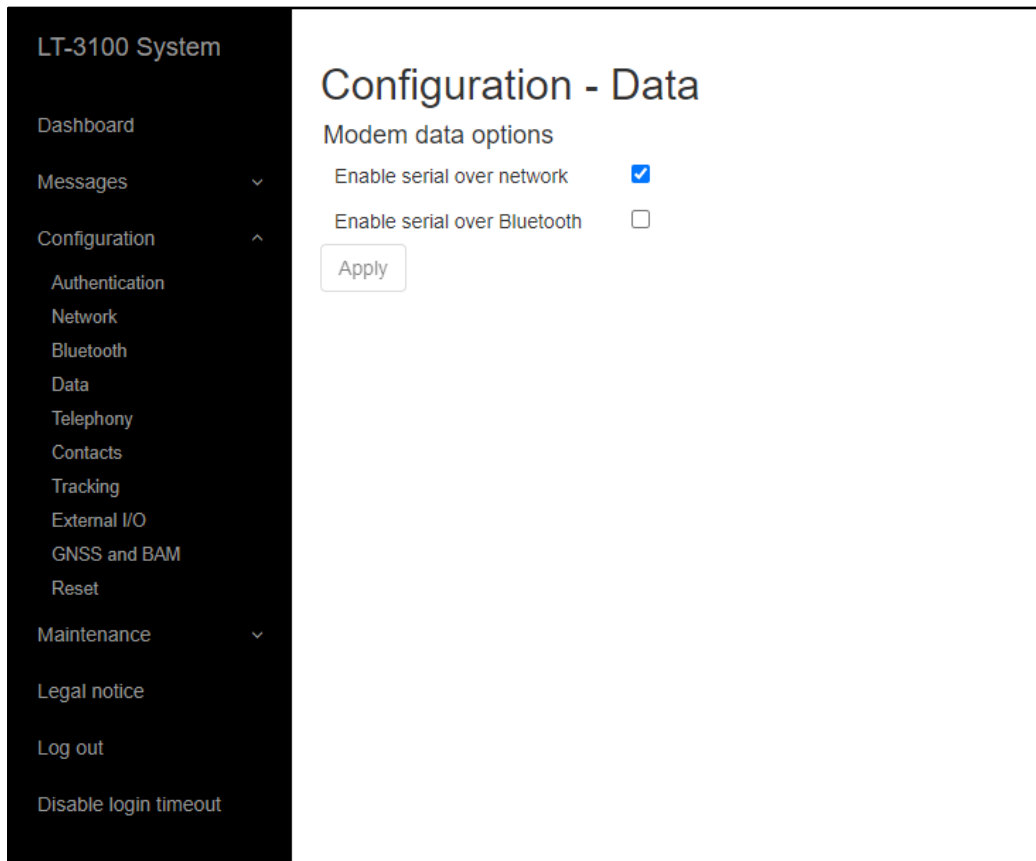 LT-3100 System
Dashboard
Messages
Configuration
Authentication
Network
Bluetooth
Data
Telephony
Contacts
Tracking
External I/O
GNSS and BAM
Reset
Maintenance
Legal notice
Log out
Disable login timeout
Configuration - Data
Modem data options
Enable serial over network
Enable serial over Bluetooth
Apply